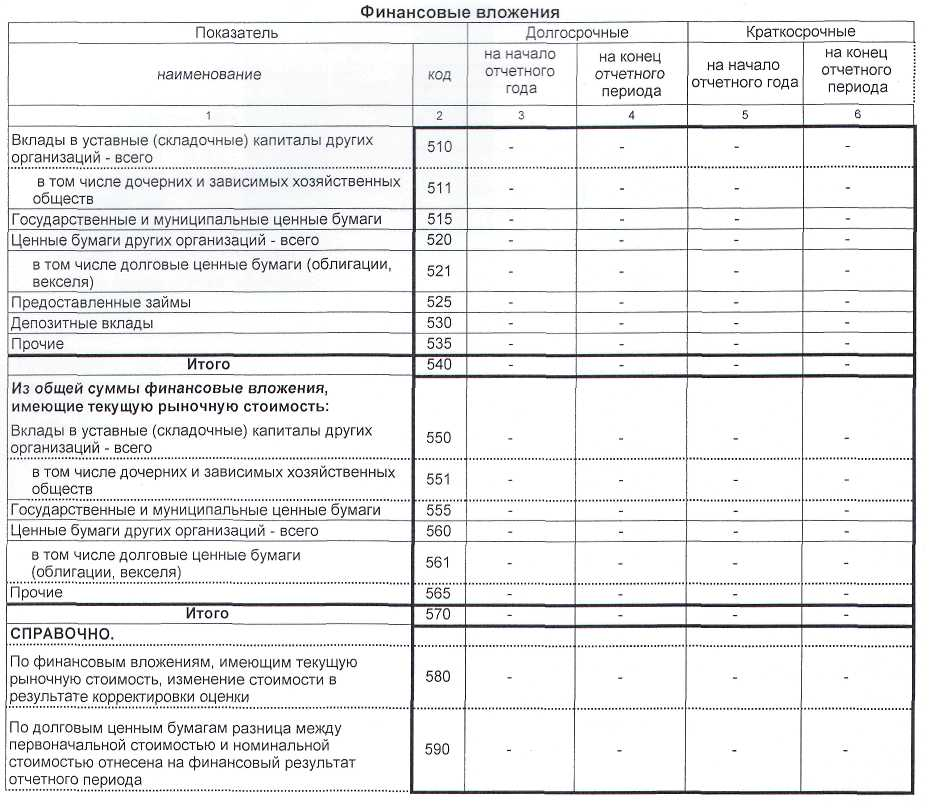 Финансовые вложения
Показатель Долгосрочные Краткосрочные
наименование код на начало отчетного года на конец отчетного периода на начало отчетного года на конец отчетного периода
1 2 3 4 5 6
Вклады в уставные (складочные) капиталы других
организаций - всего 510 - - - -
в том числе дочерних и зависимых хозяйственных
обществ 511 - - - -
Государственные и муниципальные ценные бумаги 515 - - - -
Ценные бумаги других организаций - всего 520 - - - -
в том числе долговые ценные бумаги (облигации,
векселя) 521 - - - -
Предоставленные займы 525 - - - -
Депозитные вклады 530 - - - -
Прочие 535 - - - -
Итого 540 - - - -
Из общей суммы финансовые вложения,
имеющие текущую рыночную стоимость:
Вклады в уставные (складочные) капиталы других
организаций - всего 550 - - - -
в том числе дочерних и зависимых хозяйственных
обществ 551 - - - -
Государственные и муниципальные ценные бумаги 555 - - - -
Ценные бумаги других организаций - всего 560 - - - -
в том числе долговые ценные бумаги
(облигации, векселя) 561 - - - -
Прочие 565 - - - -
Итого 570 - - - -
СПРАВОЧНО.
По финансовым вложениям, имеющим текущую
рыночную стоимость, изменение стоимости в
результате корректировки оценки 580 - - - -
По долговым ценным бумагам разница между
первоначальной стоимостью и номинальной
стоимостью отнесена на финансовый результат
отчетного периода 590 - - - -